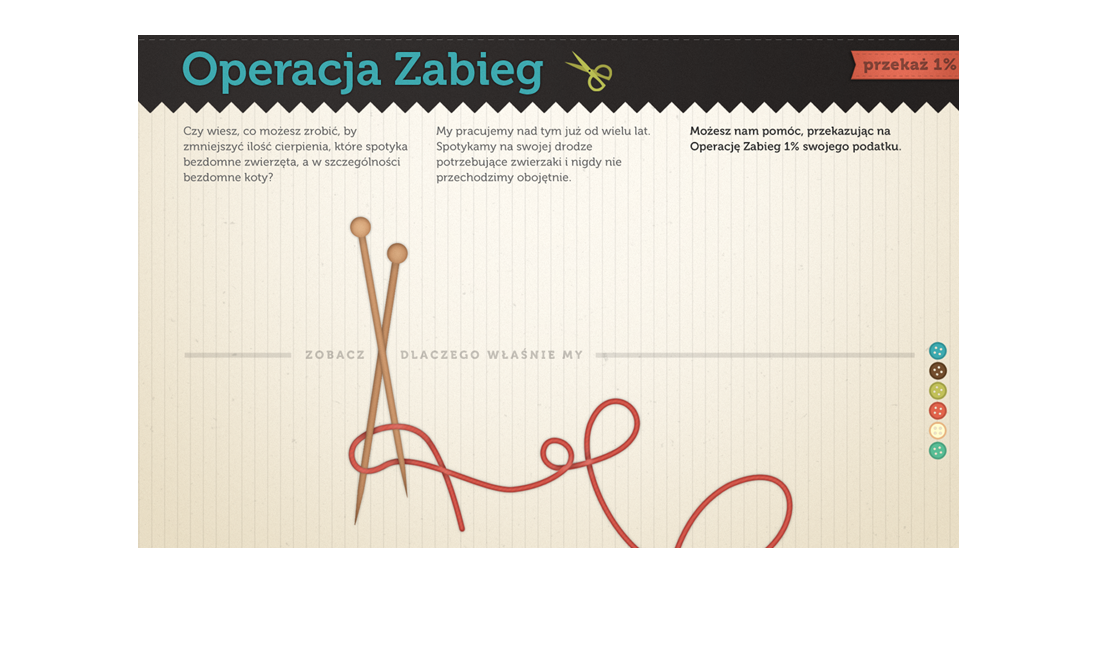 Operacja Zabieg
przekaż 1%
Czy wiesz, co możesz zrobić, by
zmniejszyć ilość cierpienia, które spotyka
bezdomne zwierzęta, a w szczególności
bezdomne koty?
My pracujemy nad tym już od wielu lat.
Spotykamy na swojej drodze
potrzebujące zwierzaki i nigdy nie
przechodzimy obojętnie.
Możesz nam pomóc, przekazując na
Operację Zabieg 1% swojego podatku.
ZOBACZ DLACZEGO WŁAŚNIE MY